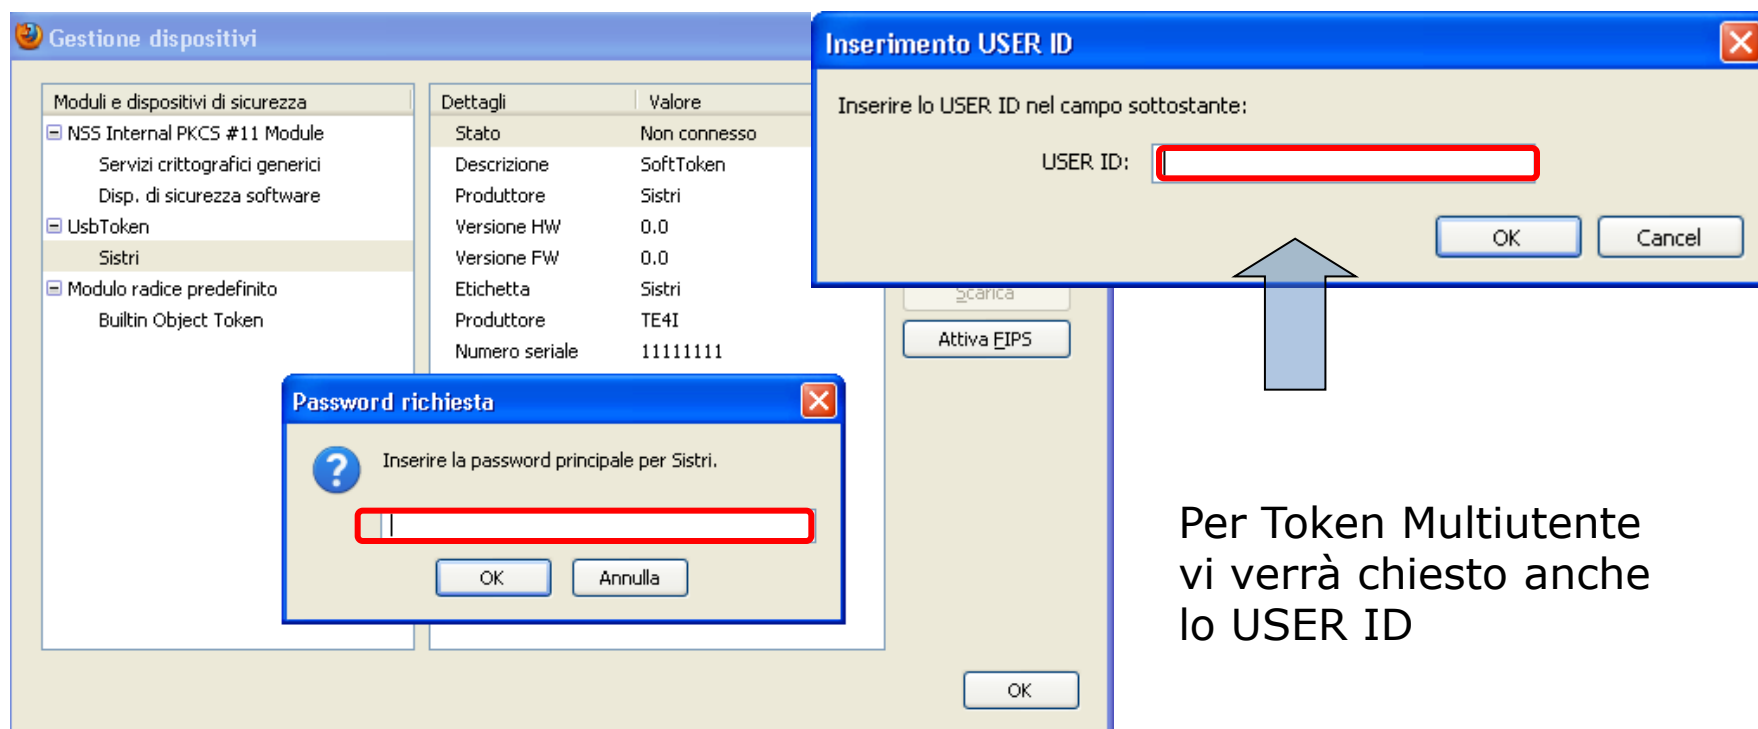 Gestione dispositivi
Moduli e dispositivi di sicurezza
NSS Internal PKCS #11 Module
Servizi crittografici generici
Disp. di sicurezza software
UsbToken
Sistri
Modulo radice predefinito
Builtin Object Token
Dettagli Valore
Stato Non connesso
Descrizione SoftToken
Produttore Sistri
Versione HW 0.0
Versione FW 0.0
Etichetta Sistri
Produttore TE4I
Numero seriale 11111111
Scarica
Attiva FIPS
OK
Inserimento USER ID
Inserire lo USER ID nel campo sottostante:
USER ID:
OK Cancel
Password richiesta
Inserire la password principale per Sistri.
OK Annulla
Per Token Multiutente
vi verrà chiesto anche
lo USER ID